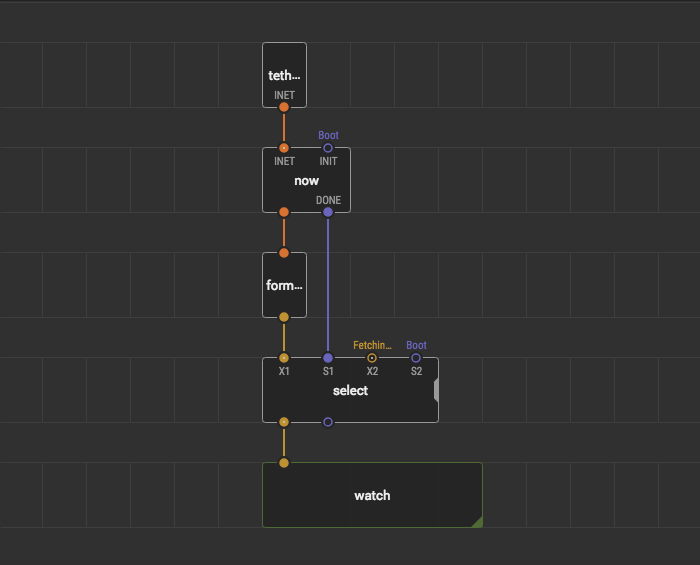 teth...
INET
Boot
INET INIT
now
DONE
form...
Fetchin... Boot
X1 S1 X2 S2
select
watch